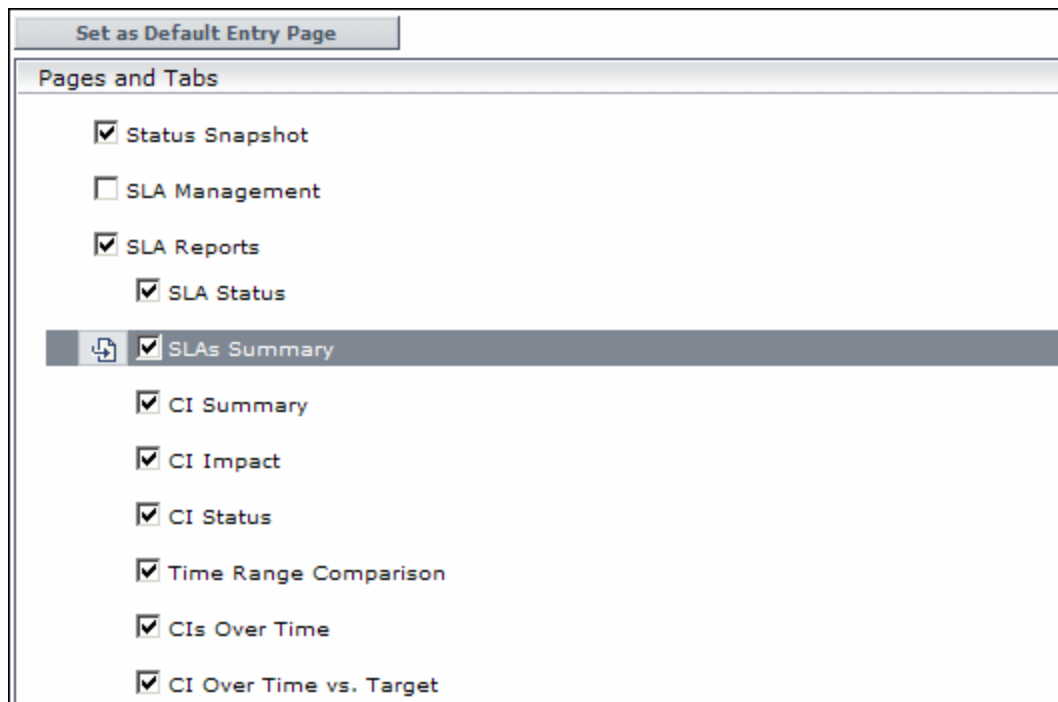 Set as Default Entry Page
Pages and Tabs
Status Snapshot
SLA Management
SLA Reports
SLA Status
SLAs Summary
CI Summary
CI Impact
CI Status
Time Range Comparison
CIs Over Time
CI Over Time vs. Target